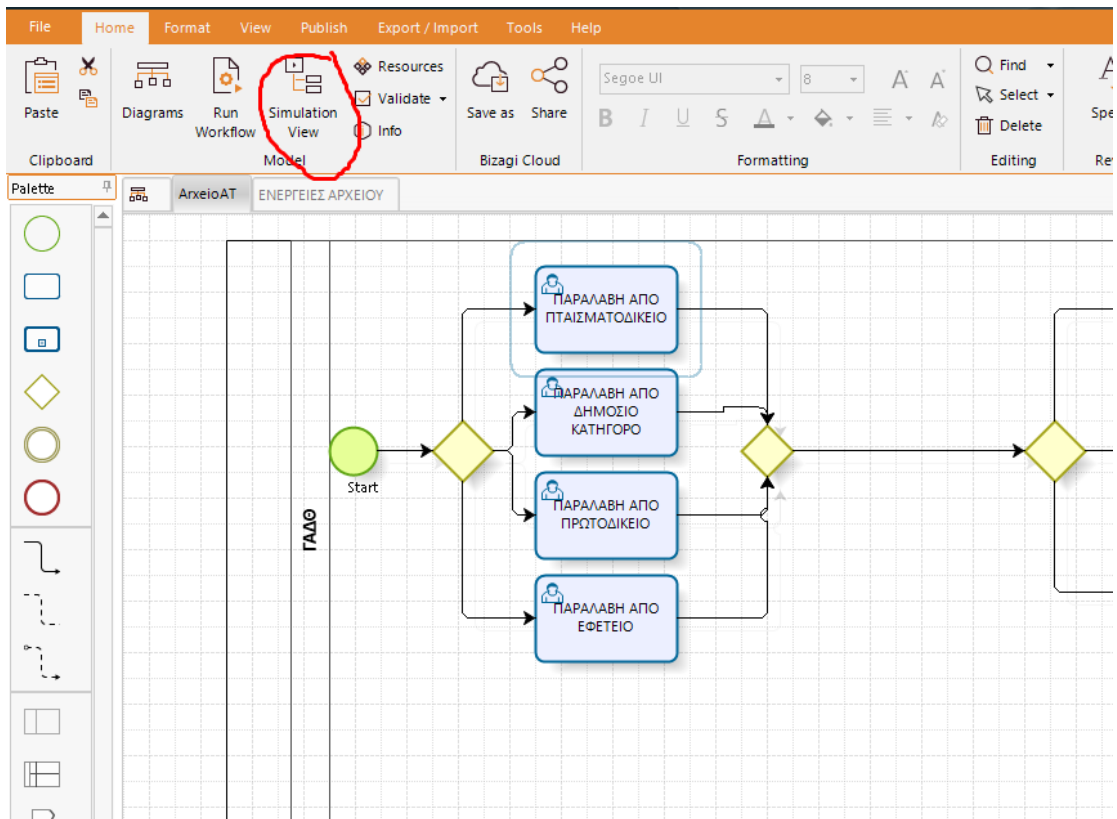 File Home Format View Publish Export / Import Tools Help
Paste
Clipboard
Diagrams
Run
Workflow
Simulation
View
Resources
Validate
Info
Model
Save as
Share
Bizagi Cloud
Segoe UI
8
A A
B I U S A
Formatting
Find
Select
Delete
Editing
Palette
ArxeioAT
ΕΝΕΡΓΕΙΕΣ ΑΡΧΕΙΟΥ
ΓΑΔΘ
Start
ΠΑΡΑΛΑΒΗ ΑΠΟ
ΠΤΑΙΣΜΑΤΟΔΙΚΕΙΟ
ΠΑΡΑΛΑΒΗ ΑΠΟ
ΔΗΜΟΣΙΟ
ΚΑΤΗΓΟΡΟ
ΠΑΡΑΛΑΒΗ ΑΠΟ
ΠΡΩΤΟΔΙΚΕΙΟ
ΠΑΡΑΛΑΒΗ ΑΠΟ
ΕΦΕΤΕΙΟ